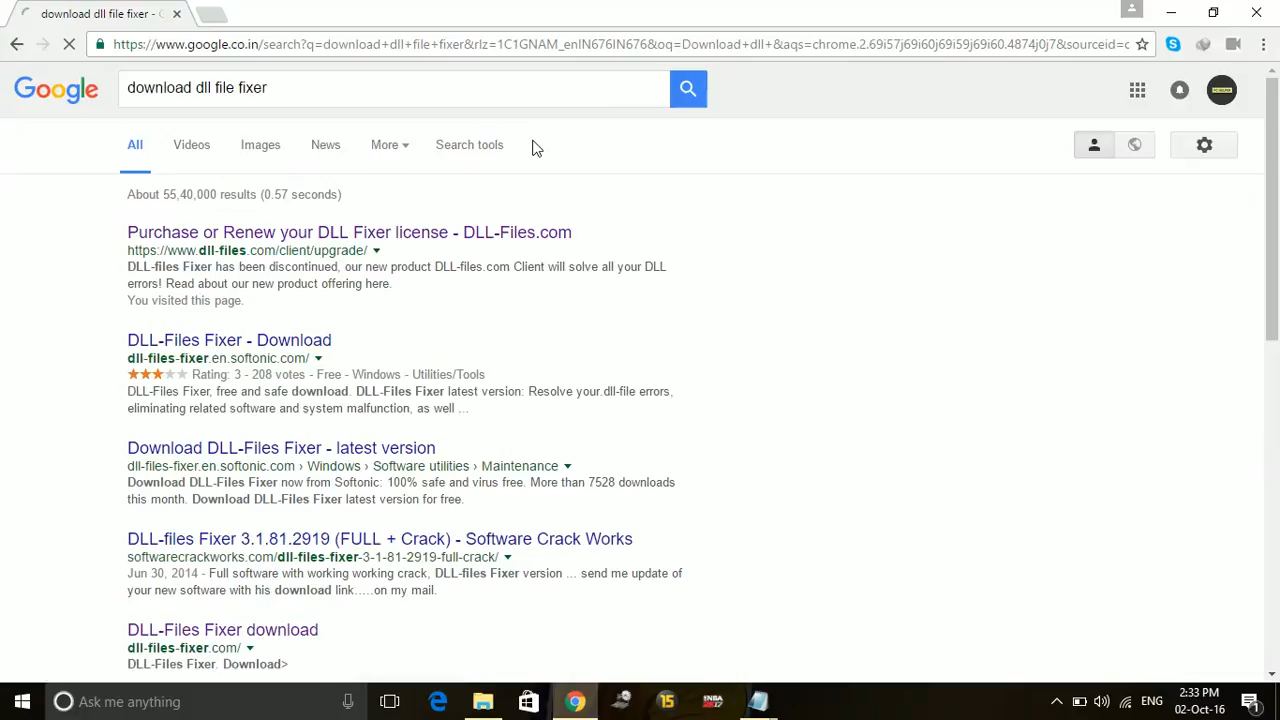 download dll file fixer - G
https://www.google.co.in/search?q=download+dll+file+fixer&rlz=1C1GNAM_enIN676IN676&oq=Download+dll+&aqs=chrome.2.69i57j69i60j69i59j69i60.4874j0j7&sourceid=c
Google download dll file fixer
All Videos Images News More Search tools
About 55,40,000 results (0.57 seconds)
Purchase or Renew your DLL Fixer license - DLL-Files.com
https://www.dll-files.com/client/upgrade/
DLL-files Fixer has been discontinued, our new product DLL-files.com Client will solve all your DLL
errors! Read about our new product offering here.
You visited this page.
DLL-Files Fixer - Download
dll-files-fixer.en.softonic.com/
Rating: 3 - 208 votes - Free - Windows - Utilities/Tools
DLL-Files Fixer, free and safe download. DLL-Files Fixer latest version: Resolve your.dll-file errors,
eliminating related software and system malfunction, as well ...
Download DLL-Files Fixer - latest version
dll-files-fixer.en.softonic.com › Windows › Software utilities › Maintenance
Download DLL-Files Fixer now from Softonic: 100% safe and virus free. More than 7528 downloads
this month. Download DLL-Files Fixer latest version for free.
DLL-files Fixer 3.1.81.2919 (FULL + Crack) - Software Crack Works
softwarecrackworks.com/dll-files-fixer-3-1-81-2919-full-crack/
Jun 30, 2014 - Full software with working working crack, DLL-files Fixer version ... send me update of
your new software with his download link.....on my mail.
DLL-Files Fixer download
dll-files-fixer.com/
DLL-Files Fixer. Download>
Ask me anything 15 NBA 2K17 ENG 2:33 PM
02-Oct-16 1